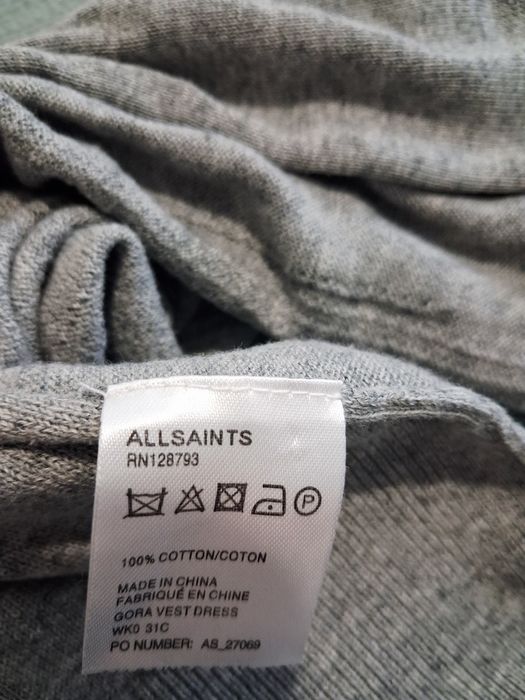 ALLSAINTS
RN128793
P
100% COTTON/COTON
MADE IN CHINA
FABRIQUÉ EN CHINE
GORA VEST DRESS
WK0 31C
PO NUMBER: AS_27069